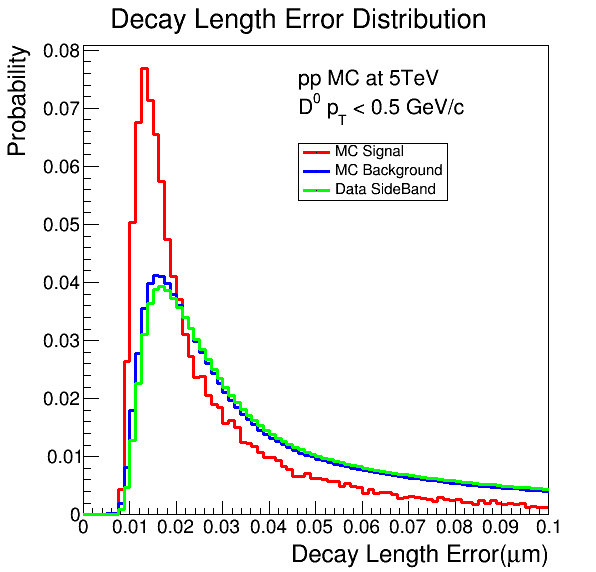 Decay Length Error Distribution
Probability
0.08
0.07
0.06
0.05
0.04
0.03
0.02
0.01
0
pp MC at 5TeV
D⁰ p_T < 0.5 GeV/c
MC Signal
MC Background
Data SideBand
0 0.01 0.02 0.03 0.04 0.05 0.06 0.07 0.08 0.09 0.1
Decay Length Error(μm)